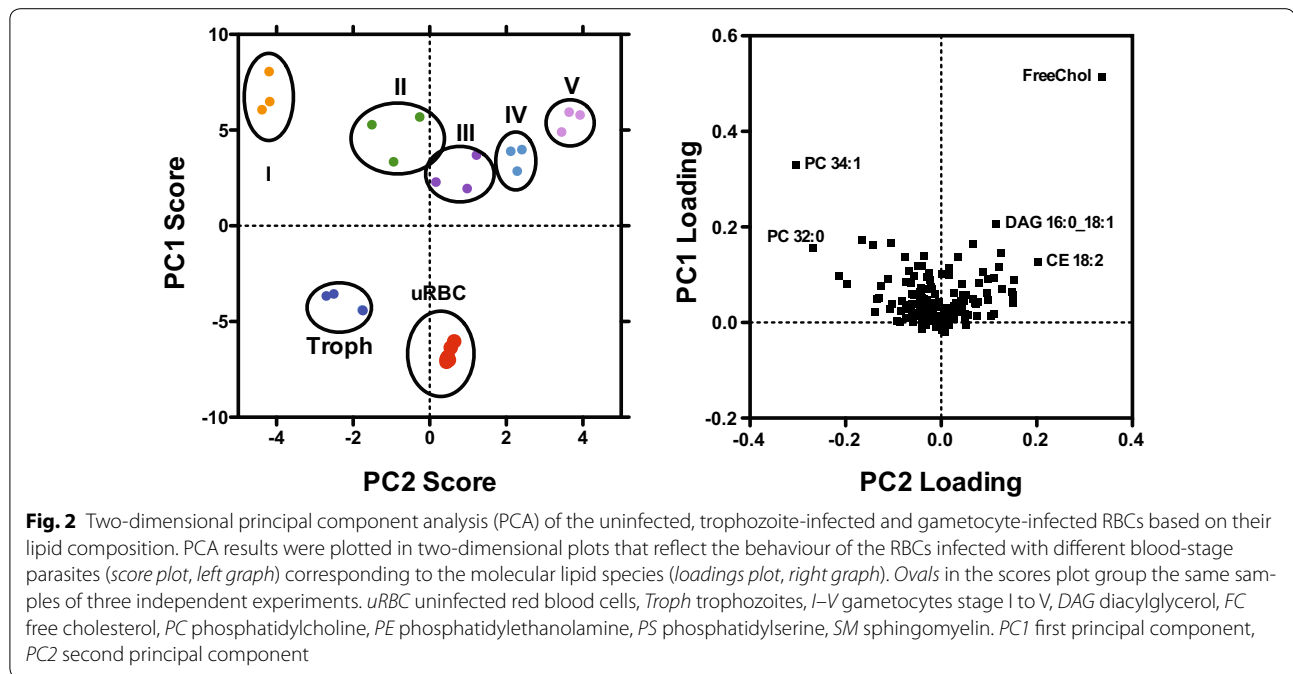 10
5
0
-5
-10
PC1 Score
I
II
III
IV
V
Troph
uRBC
-4
-2
0
2
4
PC2 Score
0.6
0.4
0.2
0.0
-0.2
PC1 Loading
FreeChol
PC 34:1
PC 32:0
DAG 16:0_18:1
CE 18:2
-0.4
-0.2
0.0
0.2
0.4
PC2 Loading
Fig. 2 Two-dimensional principal component analysis (PCA) of the uninfected, trophozoite-infected and gametocyte-infected RBCs based on their
lipid composition. PCA results were plotted in two-dimensional plots that reflect the behaviour of the RBCs infected with different blood-stage
parasites (score plot, left graph) corresponding to the molecular lipid species (loadings plot, right graph). Ovals in the scores plot group the same sam-
ples of three independent experiments. uRBC uninfected red blood cells, Troph trophozoites, I–V gametocytes stage I to V, DAG diacylglycerol, FC
free cholesterol, PC phosphatidylcholine, PE phosphatidylethanolamine, PS phosphatidylserine, SM sphingomyelin. PC1 first principal component,
PC2 second principal component